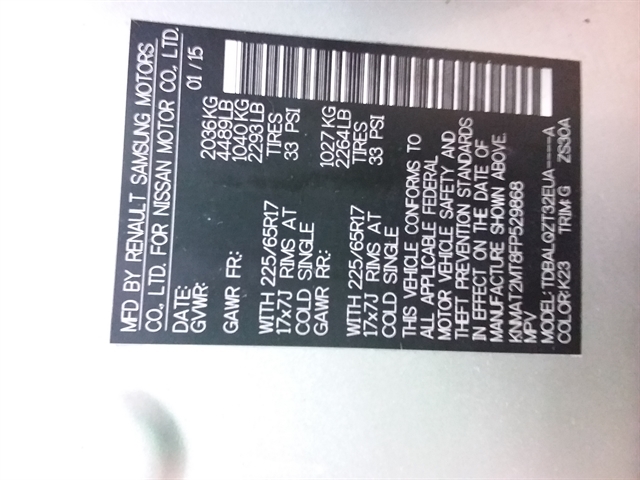 MFD BY RENAULT SAMSUNG MOTORS
CO., LTD. FOR NISSAN MOTOR CO., LTD.
DATE: 01/15
GVWR: 2036KG
4489LB
GAWR FR: 1040KG
2293LB
WITH 225/65R17 TIRES
17x7J RIMS AT 33 PSI
COLD SINGLE
GAWR RR: 1027KG
2264LB
WITH 225/65R17 TIRES
17x7J RIMS AT 33 PSI
COLD SINGLE
THIS VEHICLE CONFORMS TO
ALL APPLICABLE FEDERAL
MOTOR VEHICLE SAFETY AND
THEFT PREVENTION STANDARDS
IN EFFECT ON THE DATE OF
MANUFACTURE SHOWN ABOVE.
KNMAT2MT8FP529868
MPV
MODEL: TDBALQZT32EUA-----A
COLOR:K23 TRIM: G ZS30A